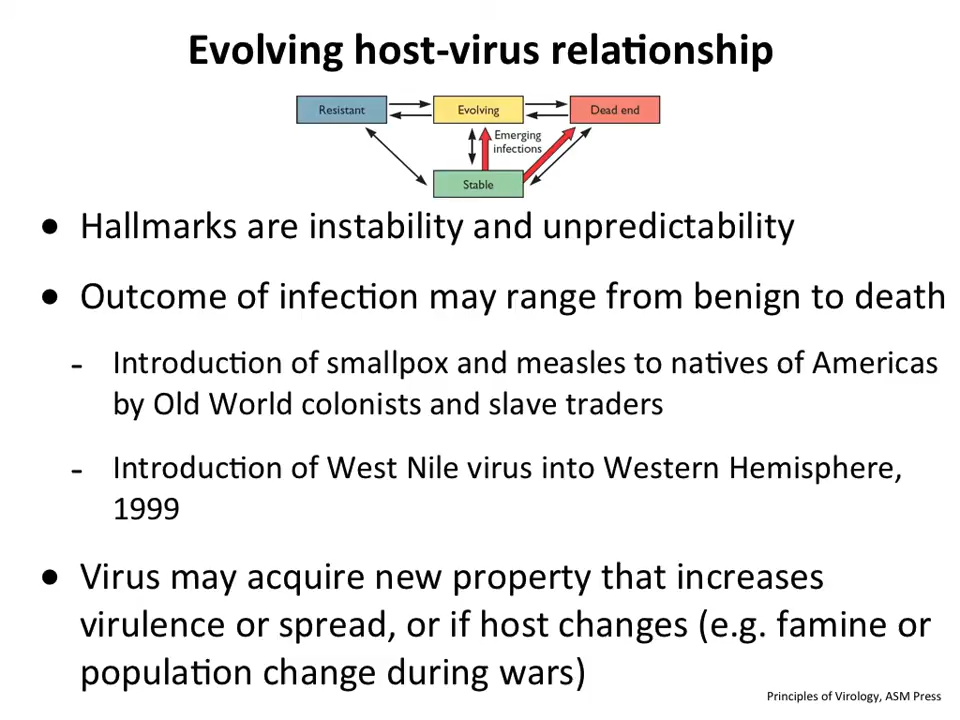 Evolving host-virus relationship
Resistant
Evolving
Dead end
Emerging
infections
Stable
• Hallmarks are instability and unpredictability
• Outcome of infection may range from benign to death
- Introduction of smallpox and measles to natives of Americas
by Old World colonists and slave traders
- Introduction of West Nile virus into Western Hemisphere,
1999
• Virus may acquire new property that increases
virulence or spread, or if host changes (e.g. famine or
population change during wars)
Principles of Virology, ASM Press